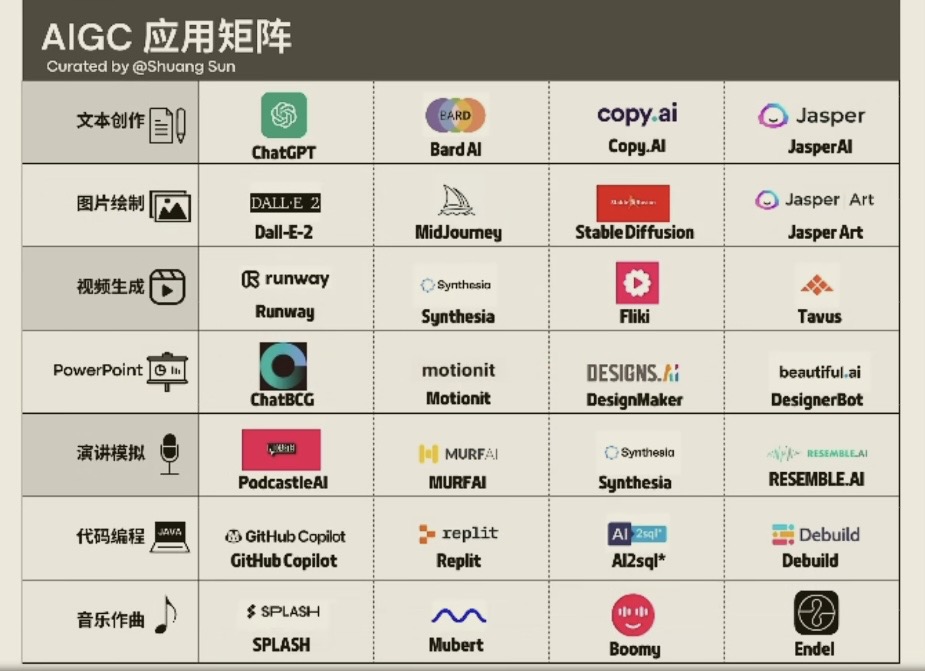 AIGC 应用矩阵
Curated by @Shuang Sun
文本创作
BARD
copy.ai
Jasper
ChatGPT
Bard AI
Copy.AI
JasperAI
图片绘制
DALL·E 2
Jasper Art
Dall-E-2
MidJourney
Stable Diffusion
Jasper Art
视频生成
runway
Synthesia
Runway
Synthesia
Fliki
Tavus
PowerPoint
motionit
DESIGNS.Ai
beautiful.ai
ChatBCG
Motionit
DesignMaker
DesignerBot
演讲模拟
MURFAI
Synthesia
RESEMBLE.AI
PodcastleAI
MURFAI
Synthesia
RESEMBLE.AI
代码编程
JAVA
GitHub Copilot
replit
AI 2sql*
Debuild
GitHub Copilot
Replit
AI2sql*
Debuild
音乐作曲
SPLASH
SPLASH
Mubert
Boomy
Endel